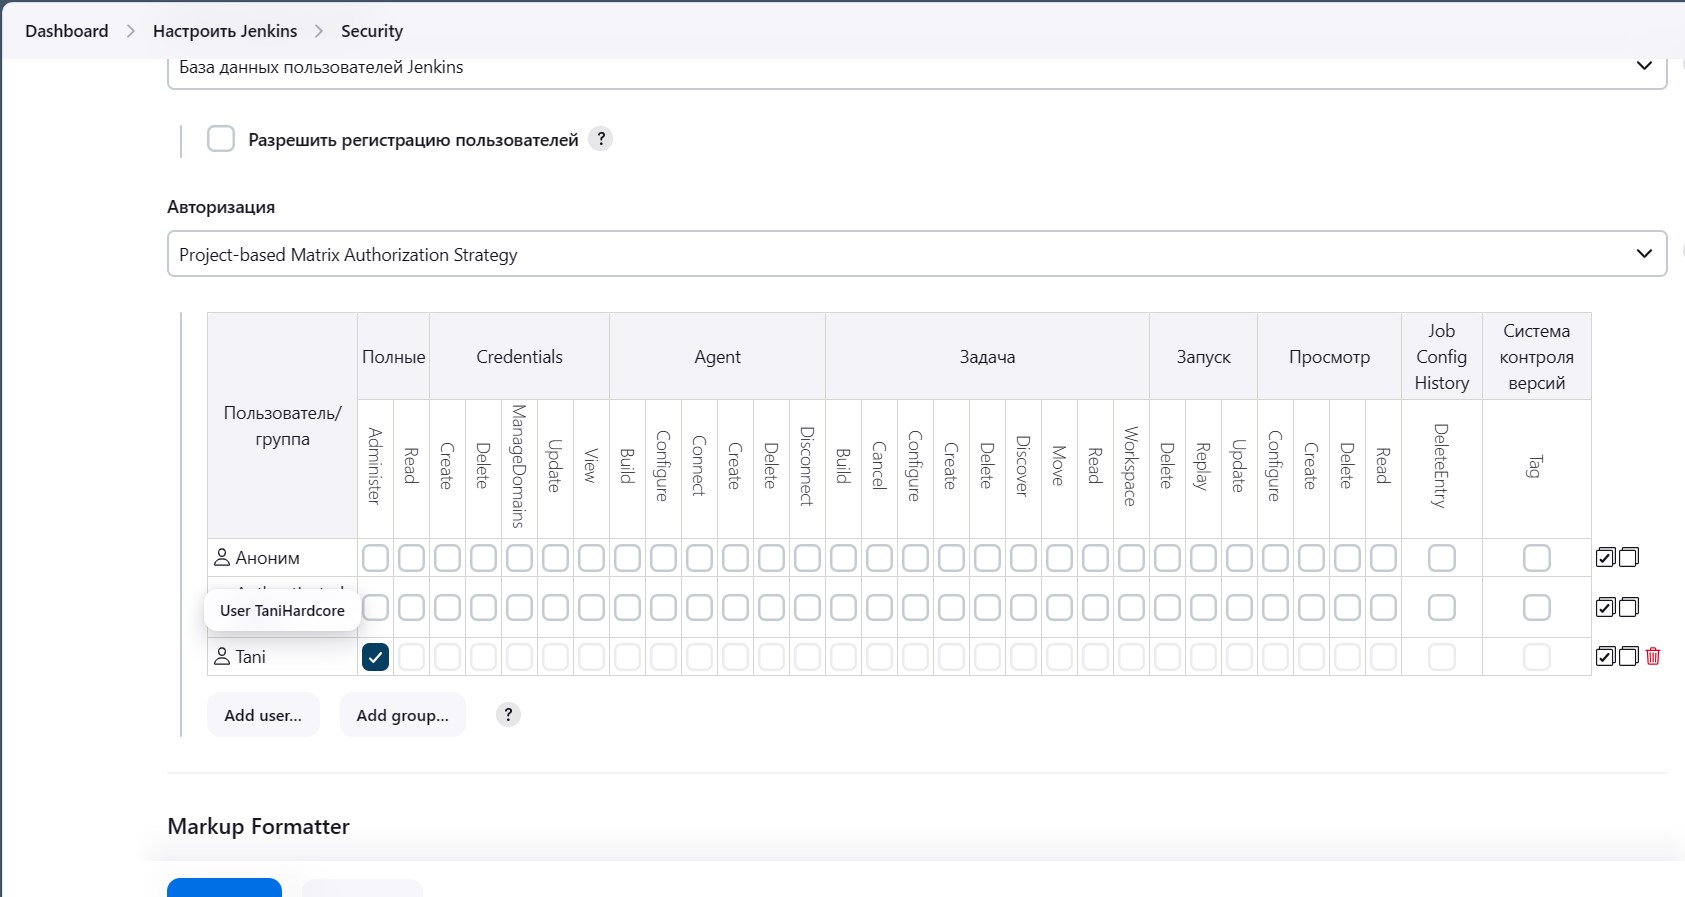 Dashboard > Настроить Jenkins > Security
База данных пользователей Jenkins
Разрешить регистрацию пользователей ?
Авторизация
Project-based Matrix Authorization Strategy
Пользователь/
группа
Полные
Credentials
Agent
Задача
Запуск
Просмотр
Job
Config
History
Система
контроля
версий
Administer
Read
Create
Delete
ManageDomains
Update
View
Build
Configure
Connect
Create
Delete
Disconnect
Build
Cancel
Configure
Create
Delete
Discover
Move
Read
Workspace
Delete
Replay
Update
Configure
Create
Delete
Read
DeleteEntry
Tag
Аноним
User TaniHardcore
Tani
Add user...
Add group...
?
Markup Formatter